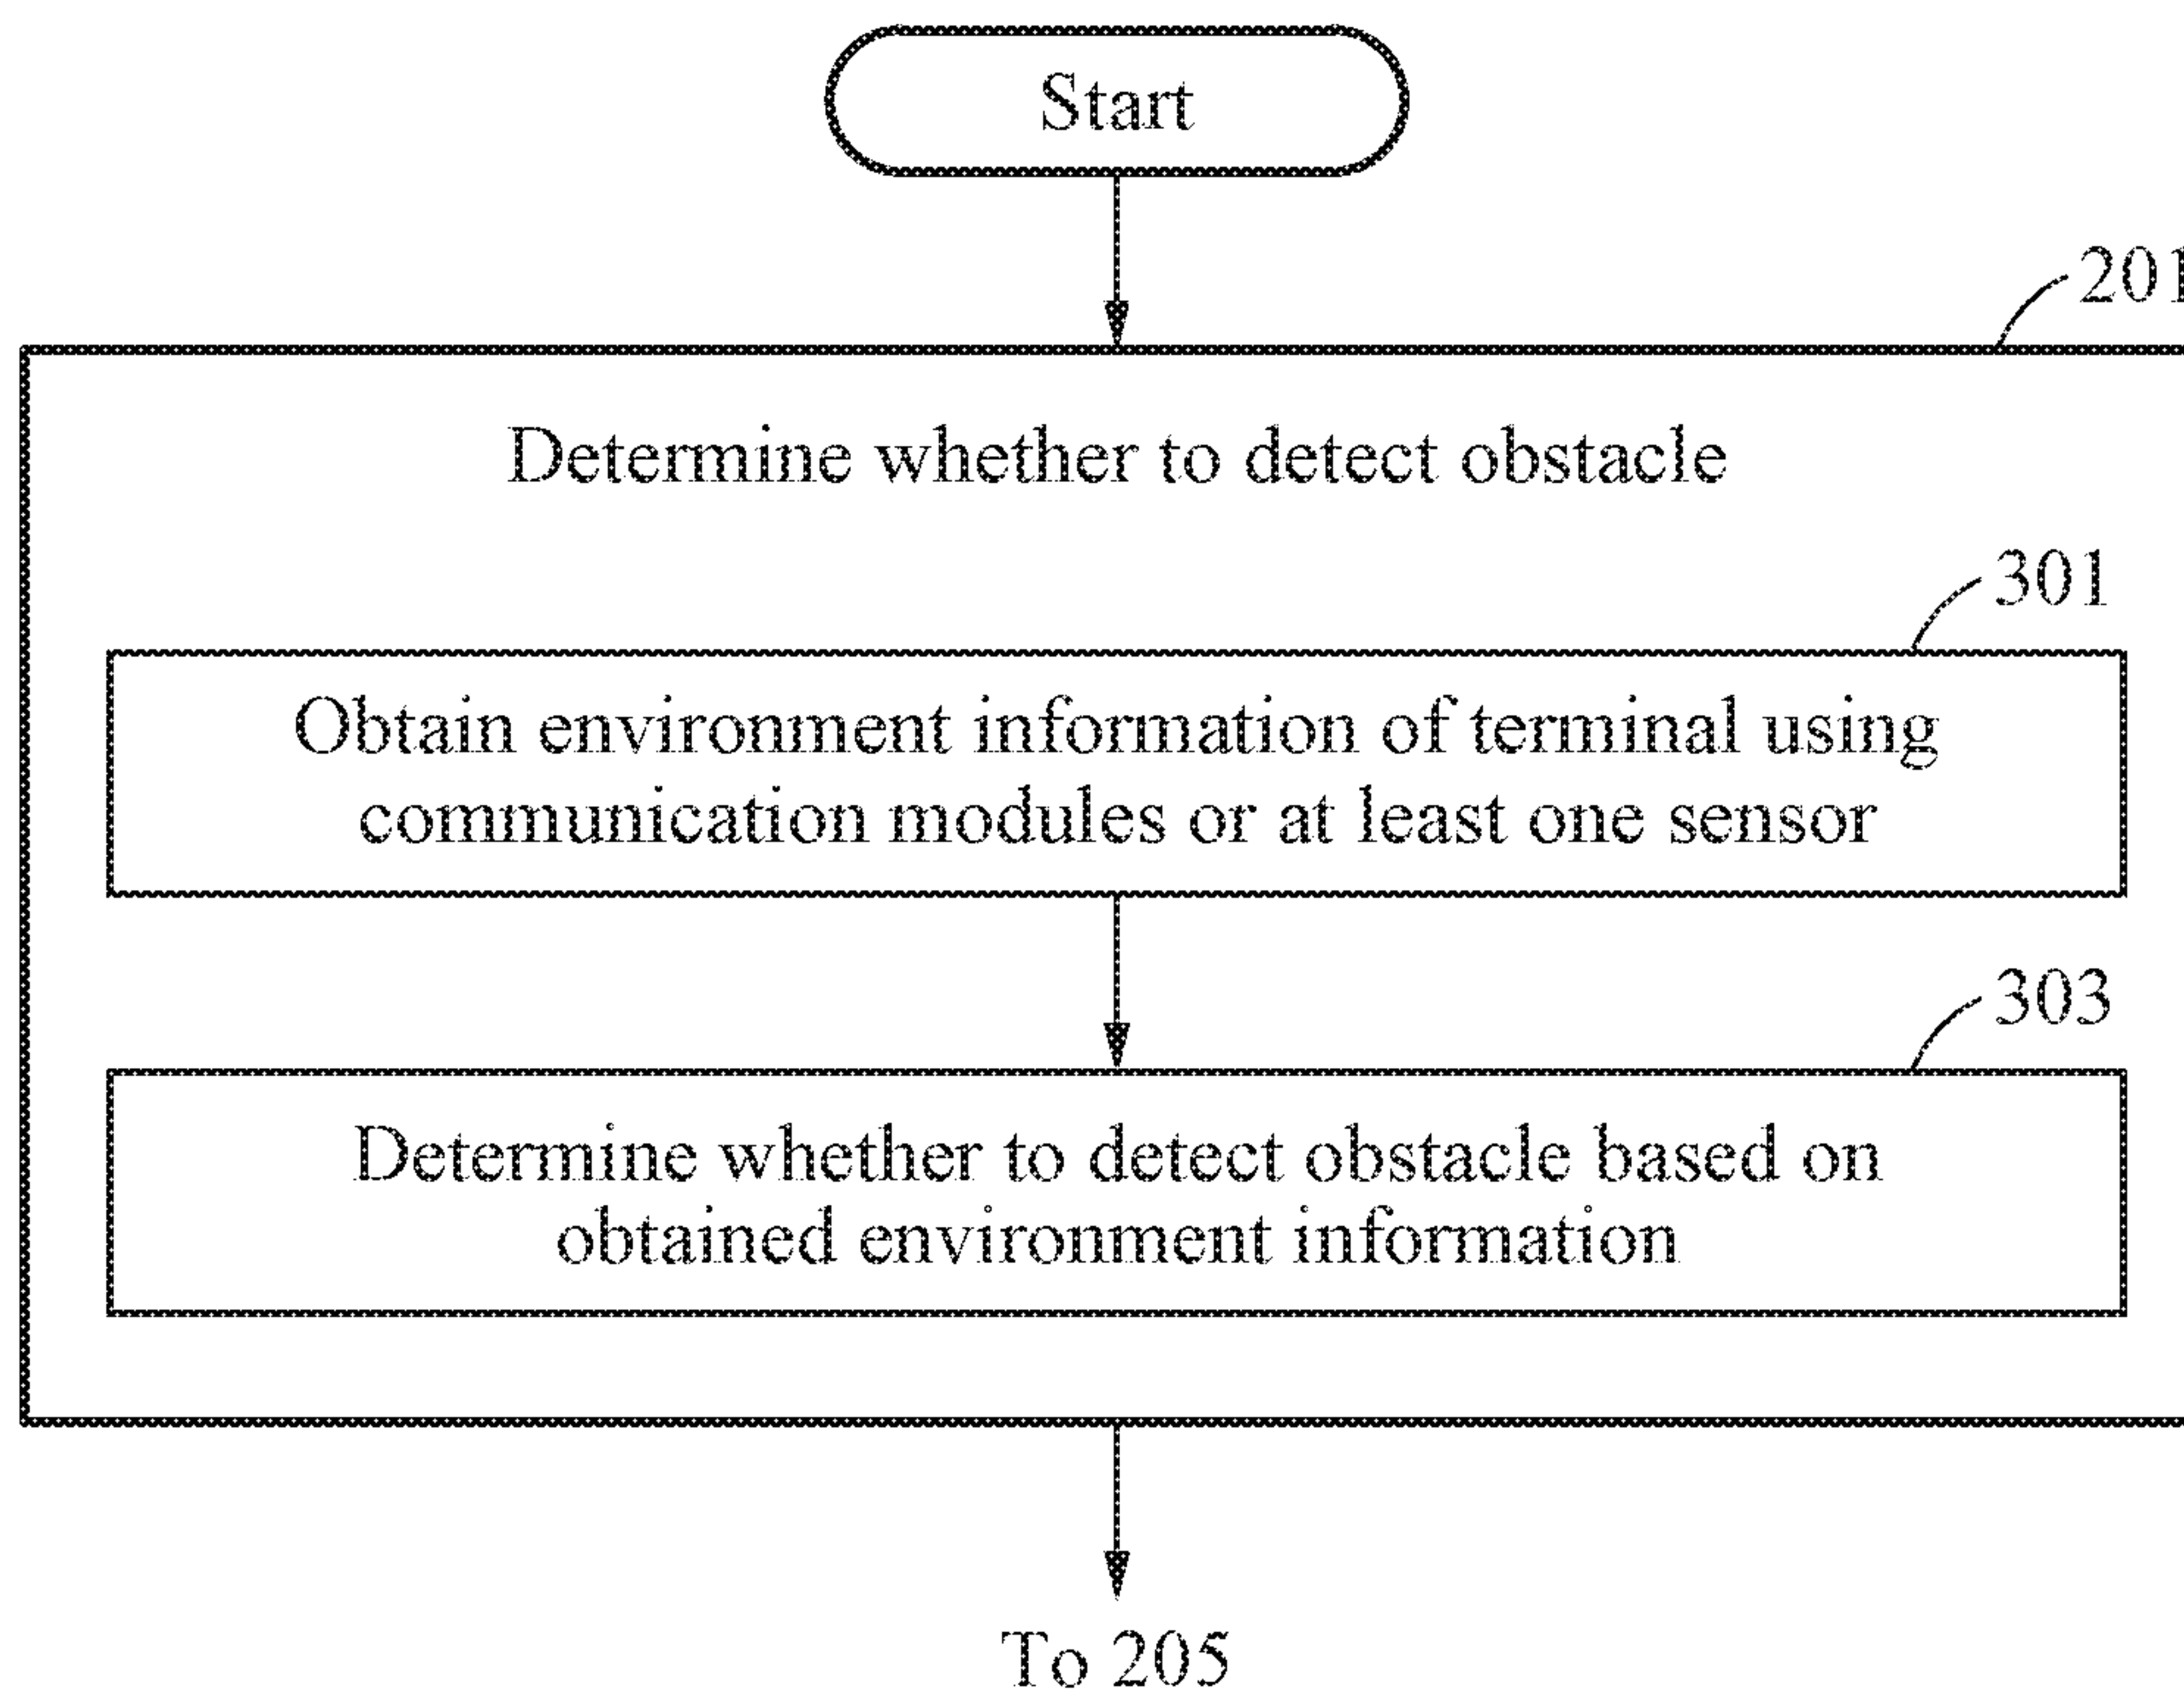 Start
201
Determine whether to detect obstacle
301
Obtain environment information of terminal using
communication modules or at least one sensor
303
Determine whether to detect obstacle based on
obtained environment information
To 205